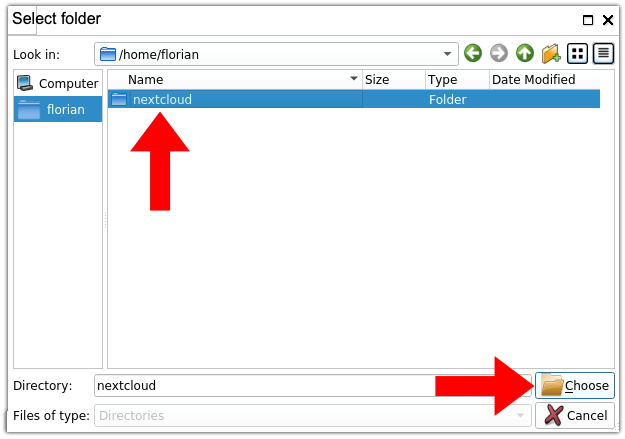 Select folder
Look in: /home/florian
Computer
florian
Name Size Type Date Modified
nextcloud Folder
Directory: nextcloud Choose
Files of type: Directories Cancel